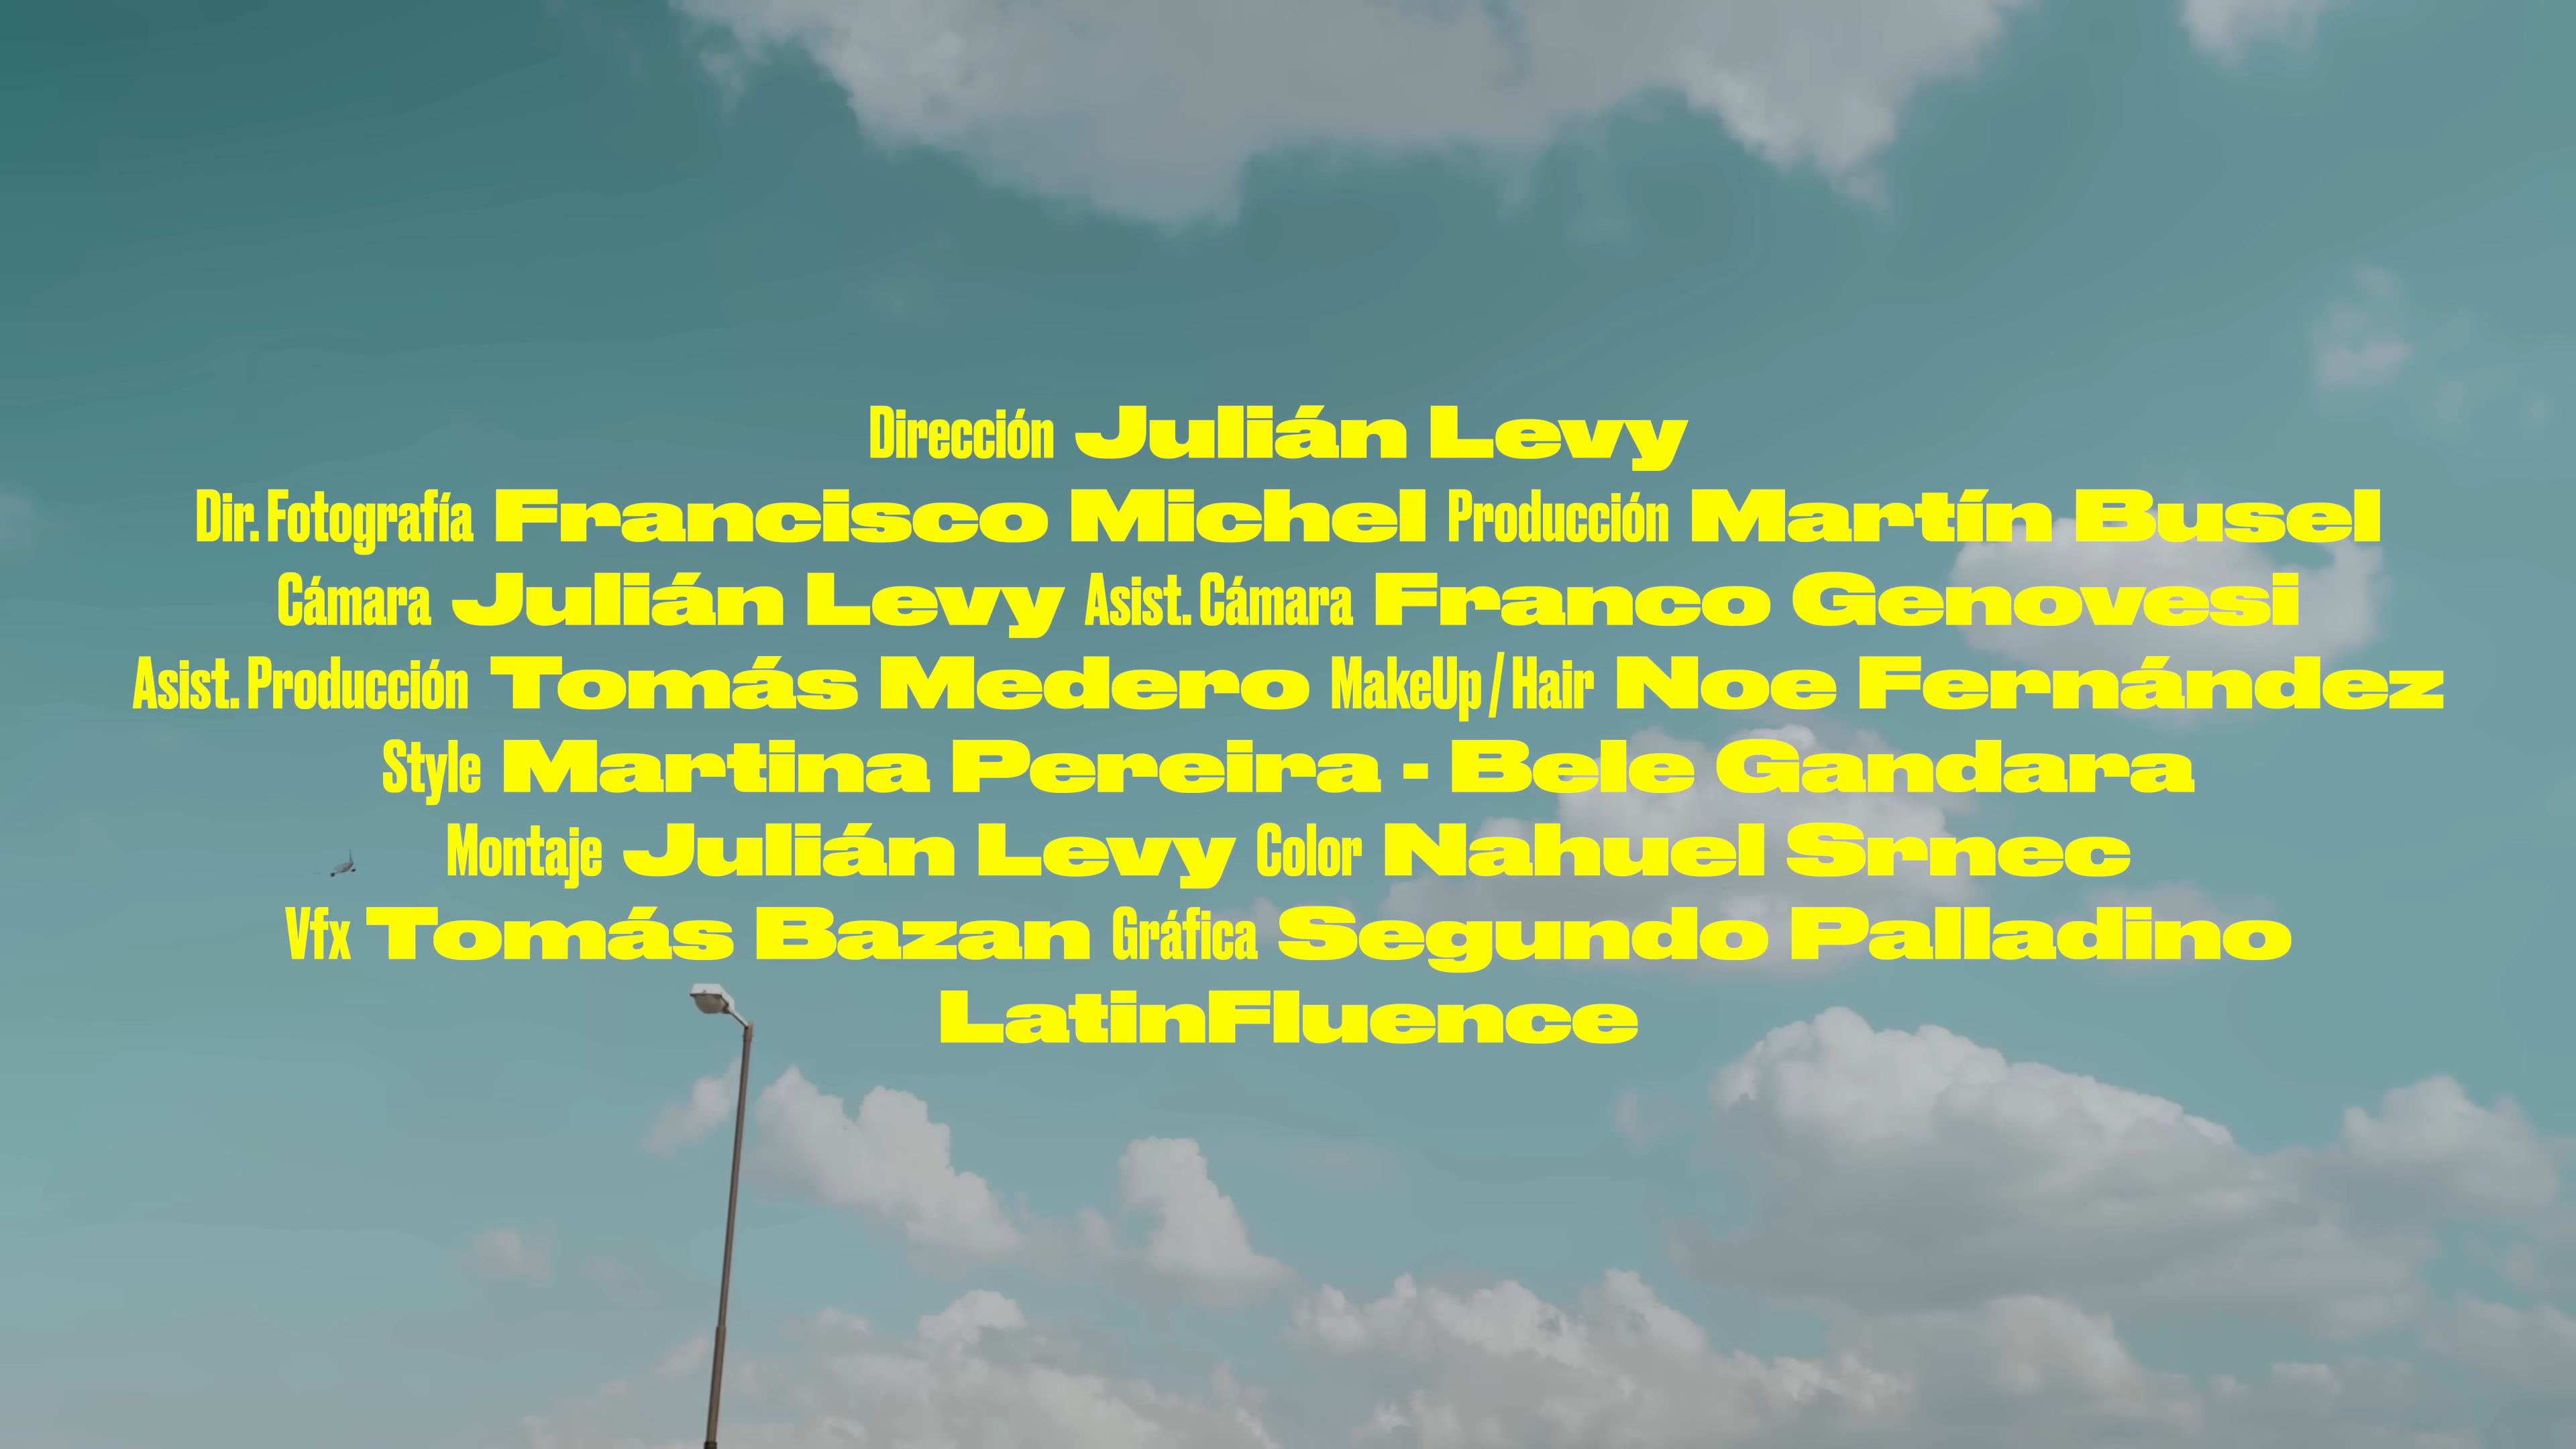 Dirección Julián Levy
Dir. Fotografía Francisco Michel Producción Martín Busel
Cámara Julián Levy Asist. Cámara Franco Genovesi
Asist. Producción Tomás Medero MakeUp / Hair Noe Fernández
Style Martina Pereira - Bele Gandara
Montaje Julián Levy Color Nahuel Srnec
Vfx Tomás Bazan Gráfica Segundo Palladino
LatinFluence